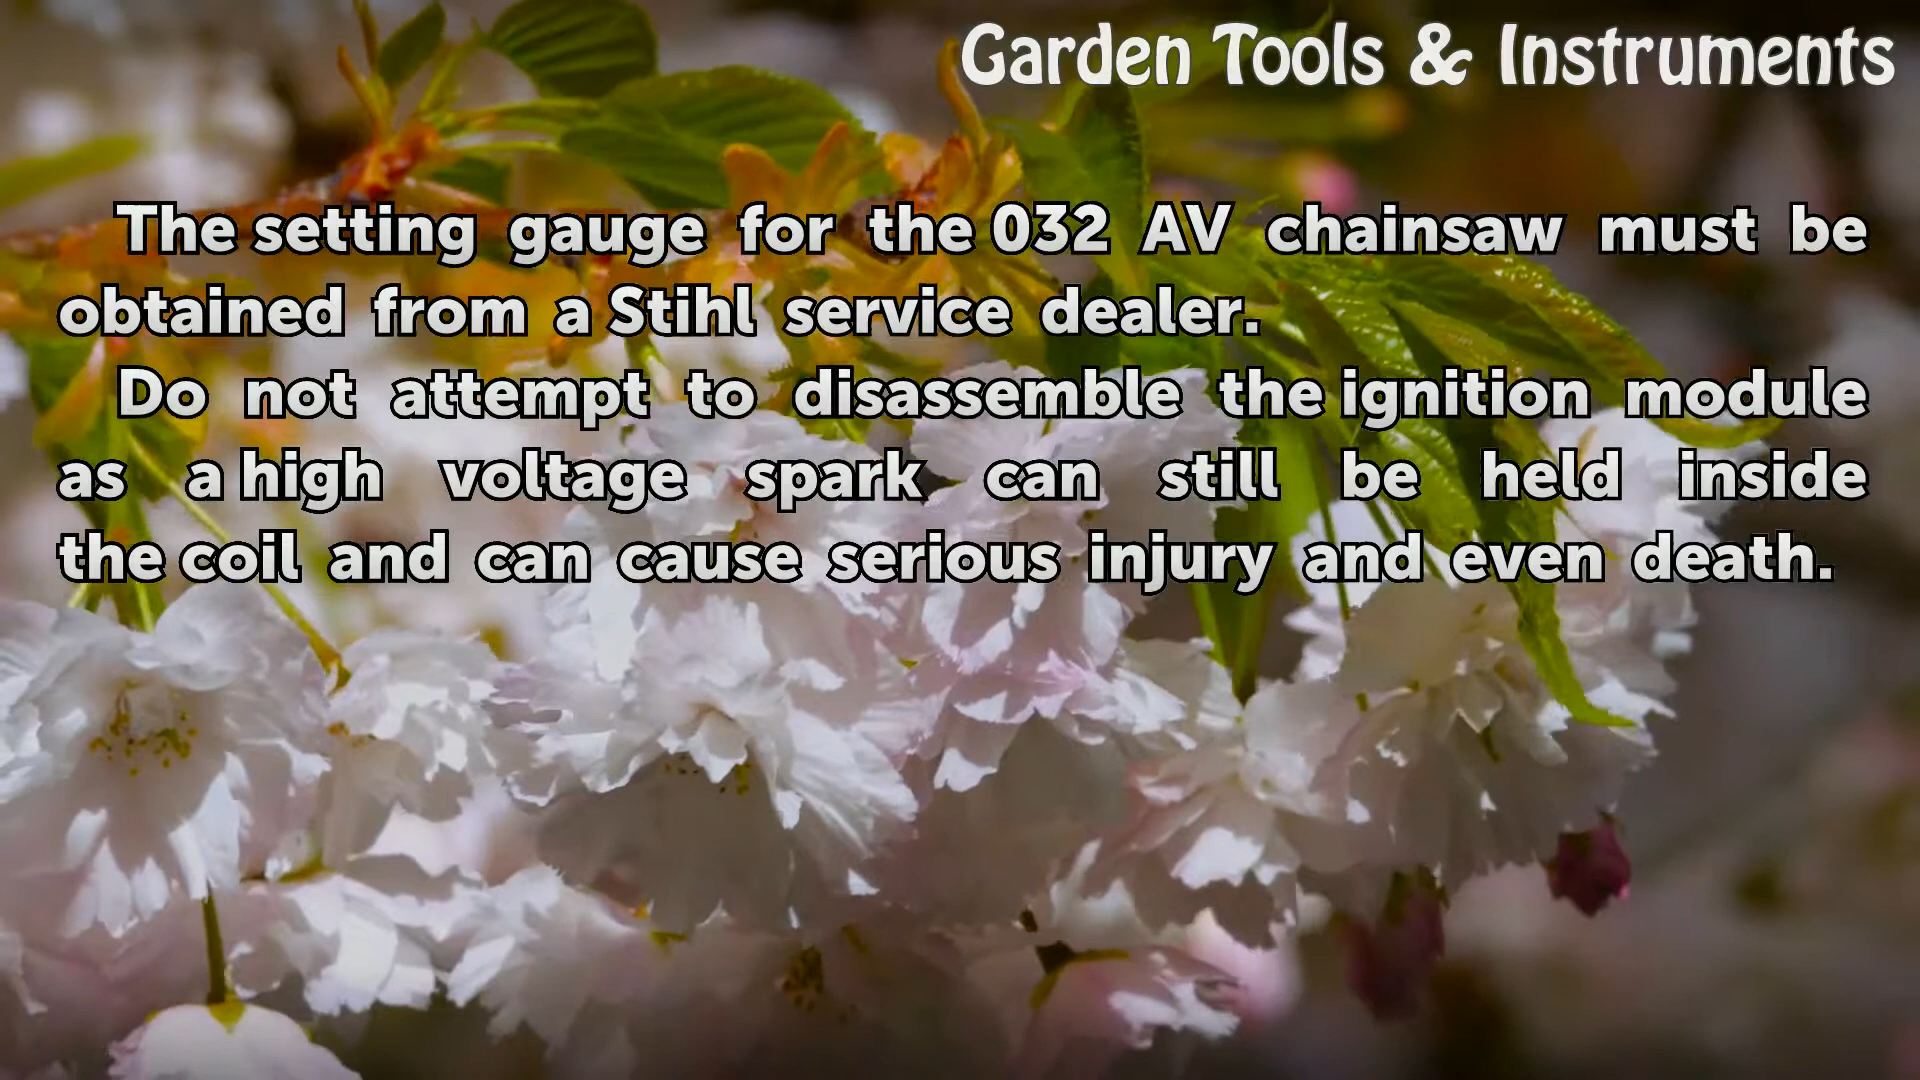 Garden Tools & Instruments
The setting gauge for the 032 AV chainsaw must be
obtained from a Stihl service dealer.
Do not attempt to disassemble the ignition module
as a high voltage spark can still be held inside
the coil and can cause serious injury and even death.